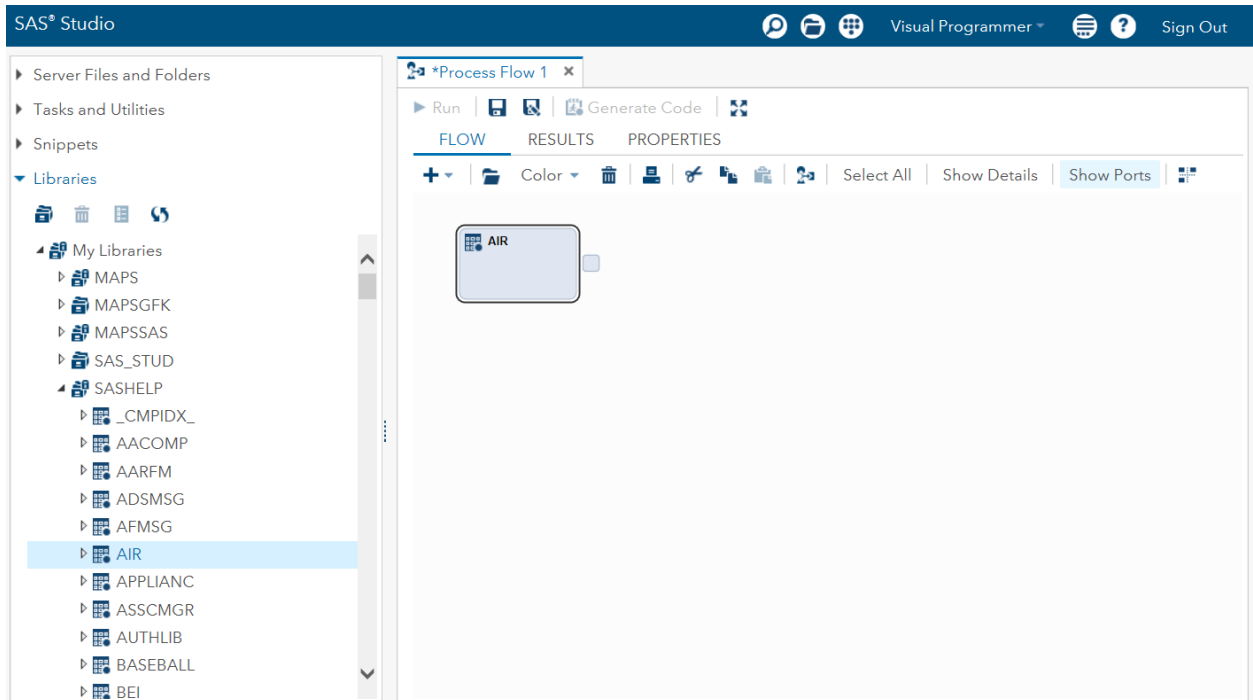 SAS® Studio
Visual Programmer
Sign Out
Server Files and Folders
Tasks and Utilities
Snippets
Libraries
My Libraries
MAPS
MAPSGFK
MAPSSAS
SAS_STUD
SASHELP
_CMPIDX_
AACOMP
AARFM
ADSMSG
AFMSG
AIR
APPLIANC
ASSCMGR
AUTHLIB
BASEBALL
BEI
*Process Flow 1
Run Generate Code
FLOW RESULTS PROPERTIES
Color Select All Show Details Show Ports
AIR